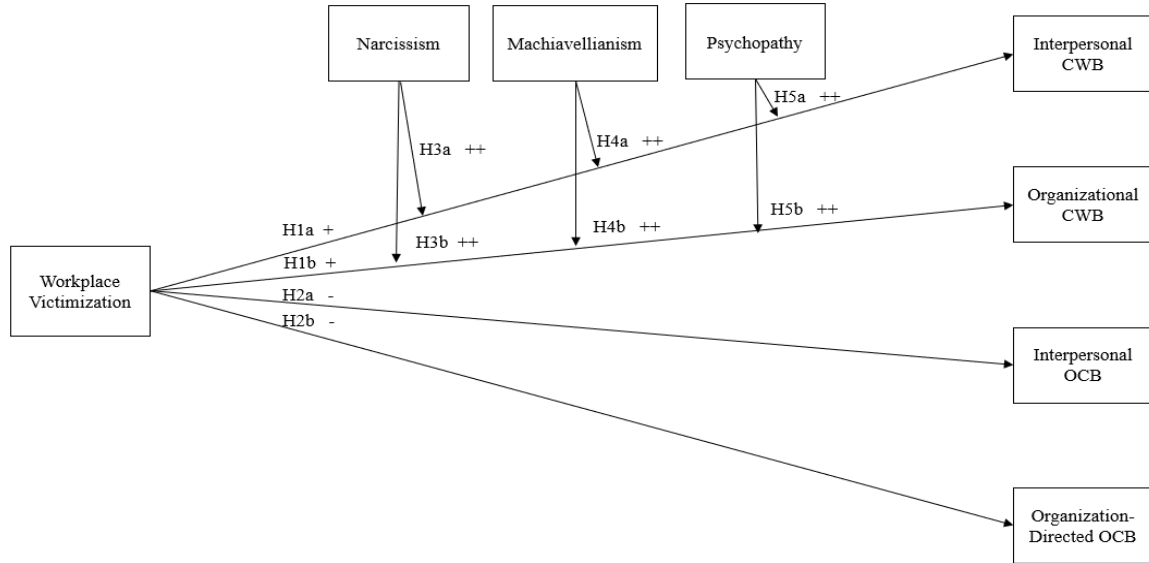 Narcissism
Machiavellianism
Psychopathy
Interpersonal
CWB
H5a ++
H4a ++
H3a ++
Organizational
CWB
H5b ++
H4b ++
H3b ++
H1a +
H1b +
Workplace
Victimization
H2a -
H2b -
Interpersonal
OCB
Organization-
Directed OCB